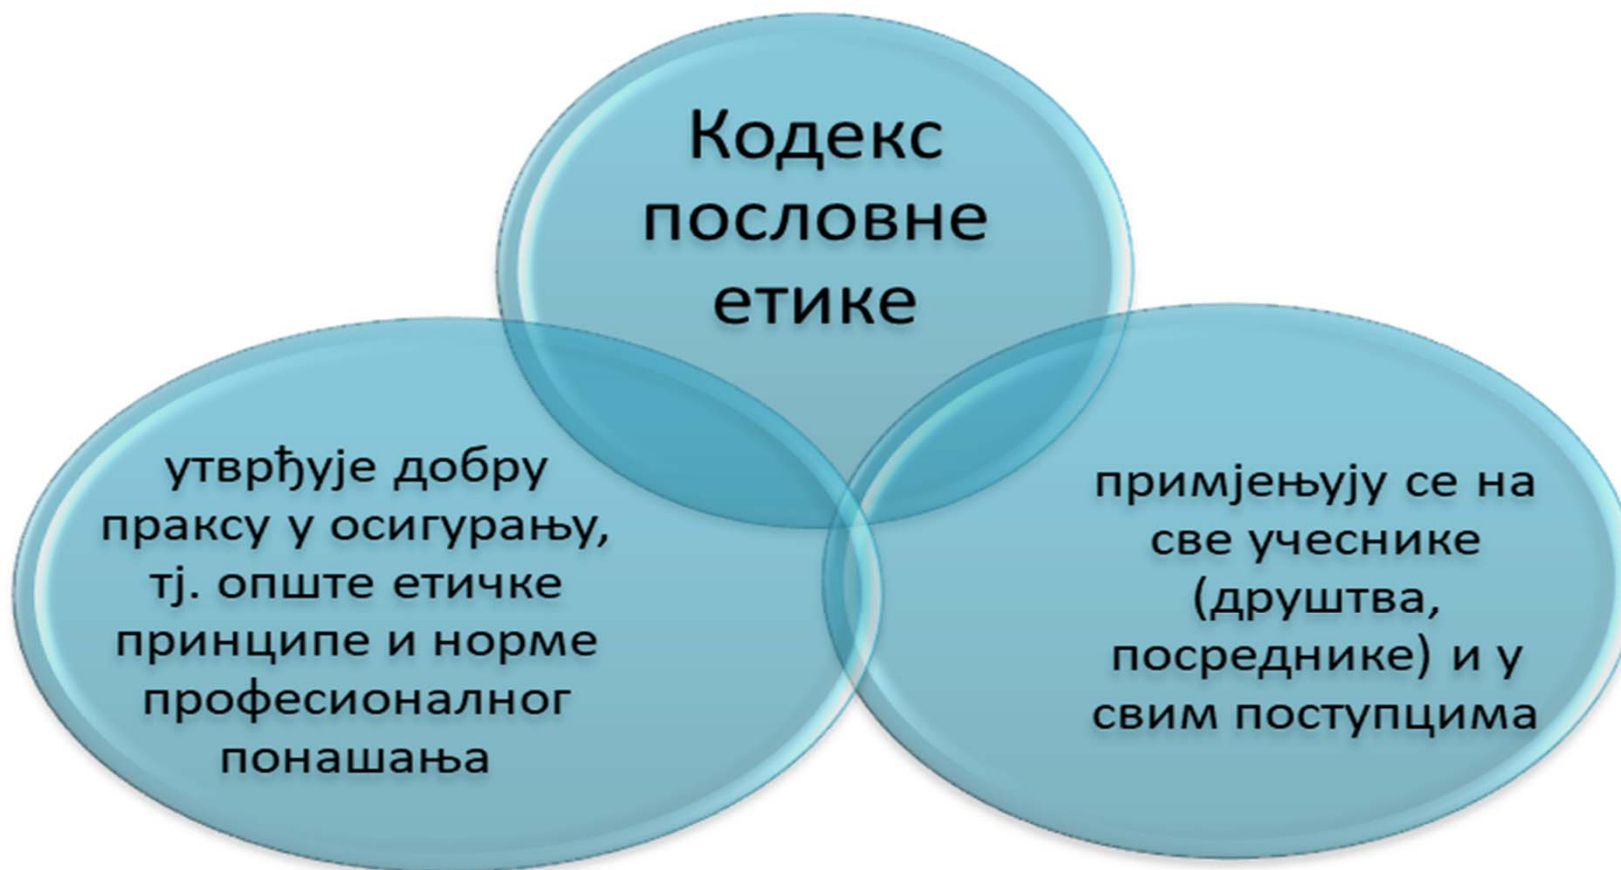 Кодекс
пословне
етике
утврђује добру
праксу у осигурању,
тј. опште етичке
принципе и норме
професионалног
понашања
примјењују се на
све учеснике
(друштва,
посреднике) и у
свим поступцима